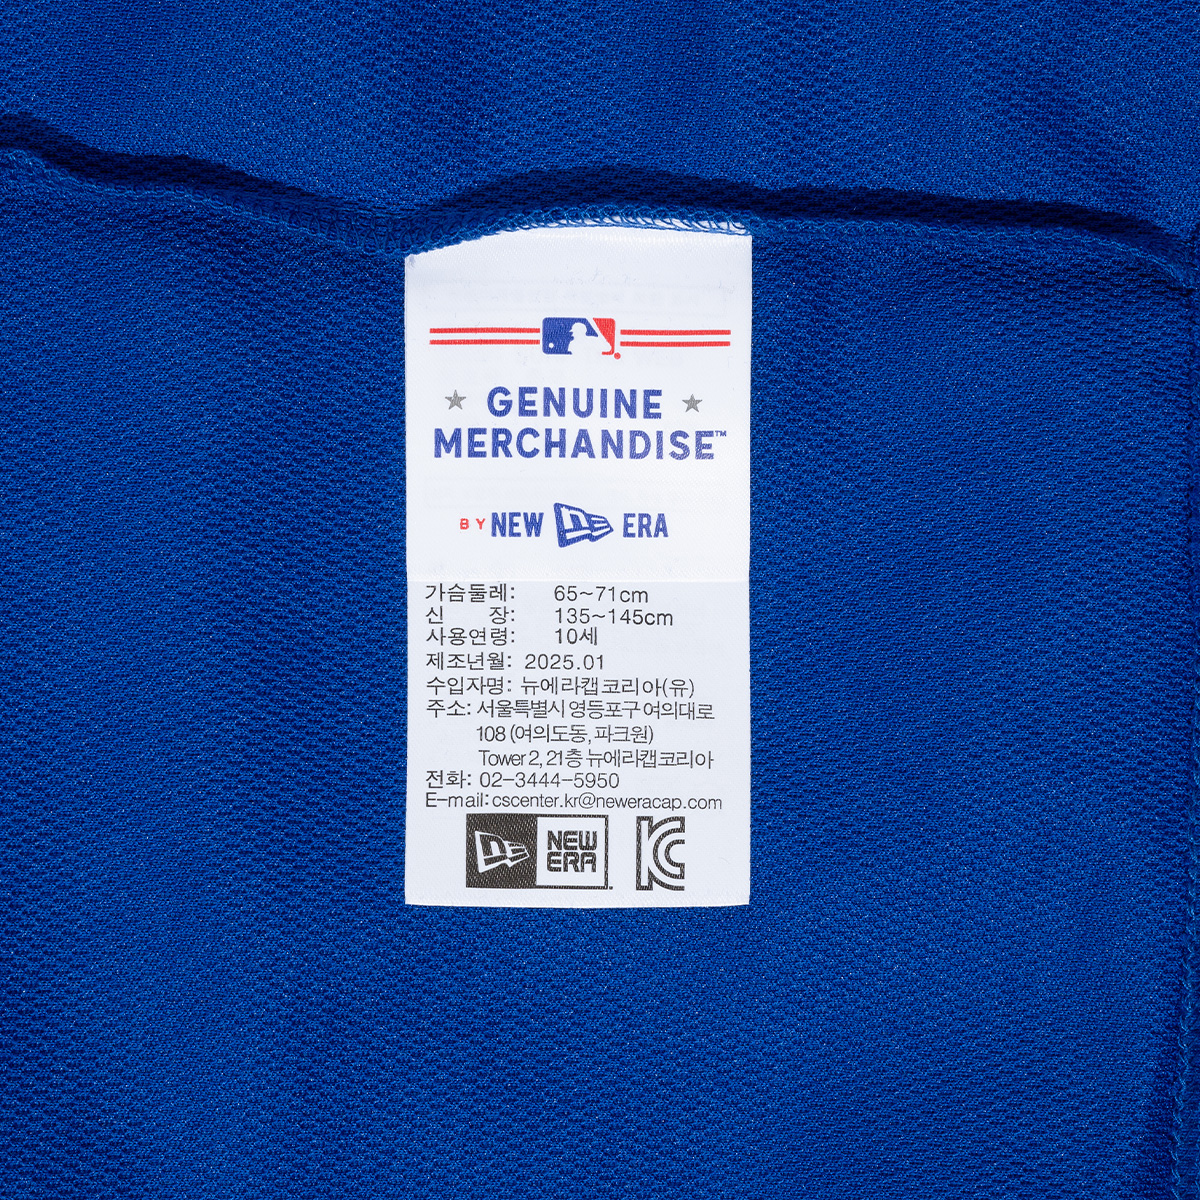 GENUINE
MERCHANDISE™
BY NEW ERA
가슴둘레: 65~71cm
신 장: 135~145cm
사용연령: 10세
제조년월: 2025.01
수입자명: 뉴에라캡코리아(유)
주소: 서울특별시 영등포구 여의대로
108 (여의도동, 파크원)
Tower 2, 21층 뉴에라캡코리아
전화: 02-3444-5950
E-mail: cscenter.kr@neweracap.com
NEW
ERA
KC